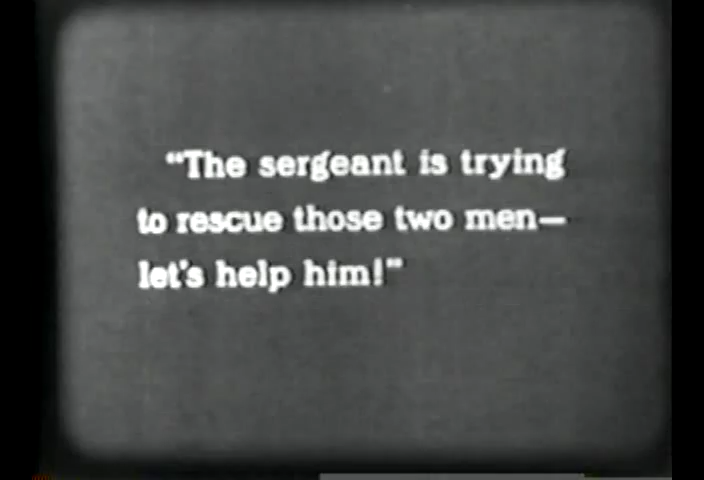 "The sergeant is trying
to rescue those two men—
let's help him!"